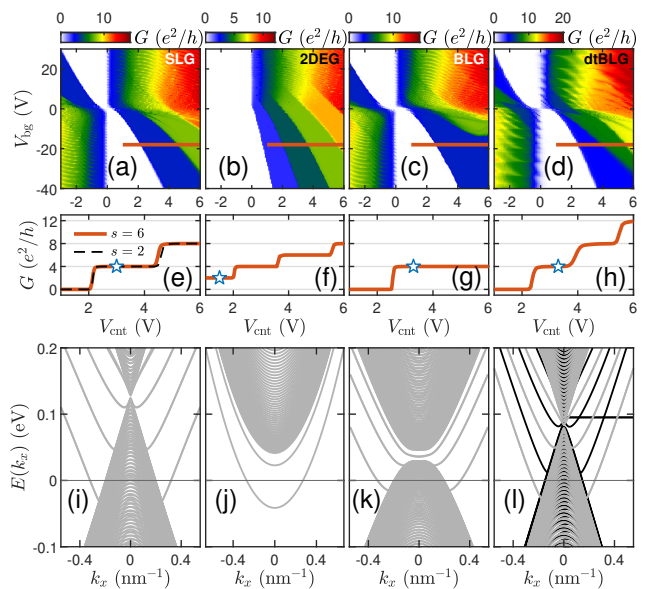 0 10 G (e²/h) 0 5 10 G (e²/h) 0 10 G (e²/h) 0 10 20 G (e²/h)
SLG 2DEG BLG dtBLG
V_bg (V) 20 0 -20 -40
(a) (b) (c) (d)
-2 0 2 4 6 -2 0 2 4 6 -2 0 2 4 6 -2 0 2 4 6
G (e²/h) 12 8 4 0
s = 6
s = 2
(e) (f) (g) (h)
2 4 6 2 4 6 2 4 6 2 4 6
V_cnt (V) V_cnt (V) V_cnt (V) V_cnt (V)
E(k_x) (eV) 0.2 0.1 0 -0.1
(i) (j) (k) (l)
-0.4 0 0.4 -0.4 0 0.4 -0.4 0 0.4 -0.4 0 0.4
k_x (nm⁻¹) k_x (nm⁻¹) k_x (nm⁻¹) k_x (nm⁻¹)